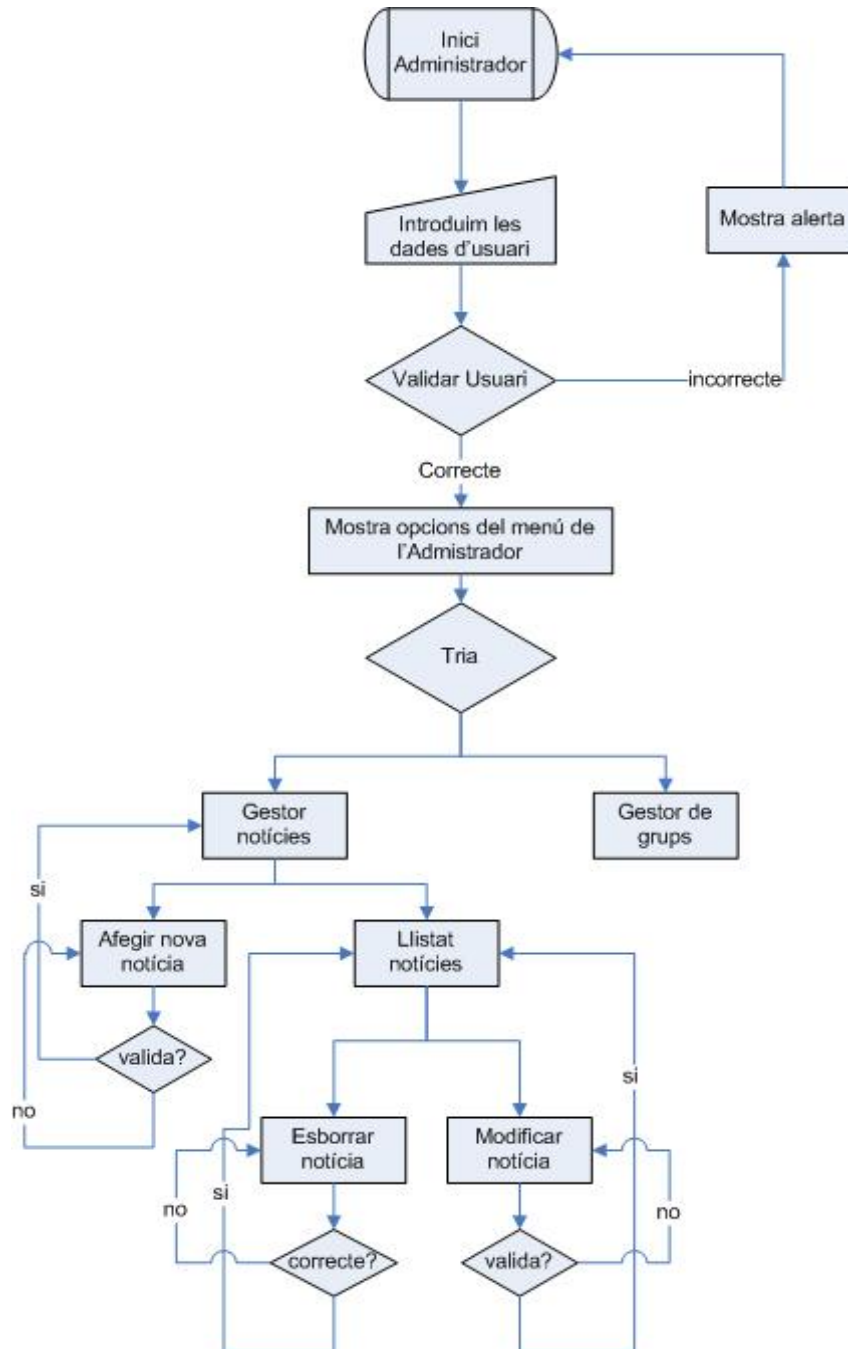 Inici
Administrador
Introduim les
dades d'usuari
Mostra alerta
Validar Usuari
incorrecte
Correcte
Mostra opcions del menú de
l'Admistrador
Tria
Gestor
notícies
Gestor de
grups
si
Afegir nova
notícia
Llistat
notícies
valida?
si
no
Esborrar
notícia
Modificar
notícia
no
si
no
correcte?
valida?